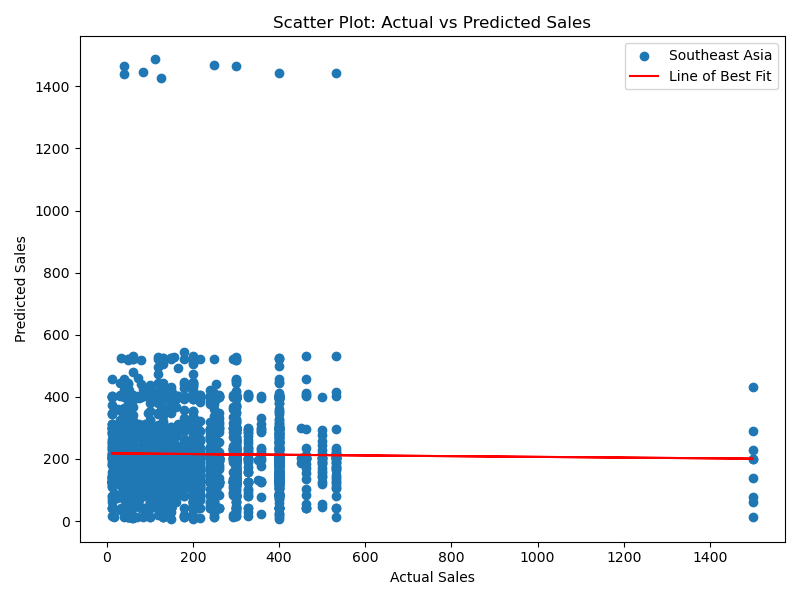 Scatter Plot: Actual vs Predicted Sales
Southeast Asia
Line of Best Fit
Predicted Sales
1400
1200
1000
800
600
400
200
0
0 200 400 600 800 1000 1200 1400
Actual Sales